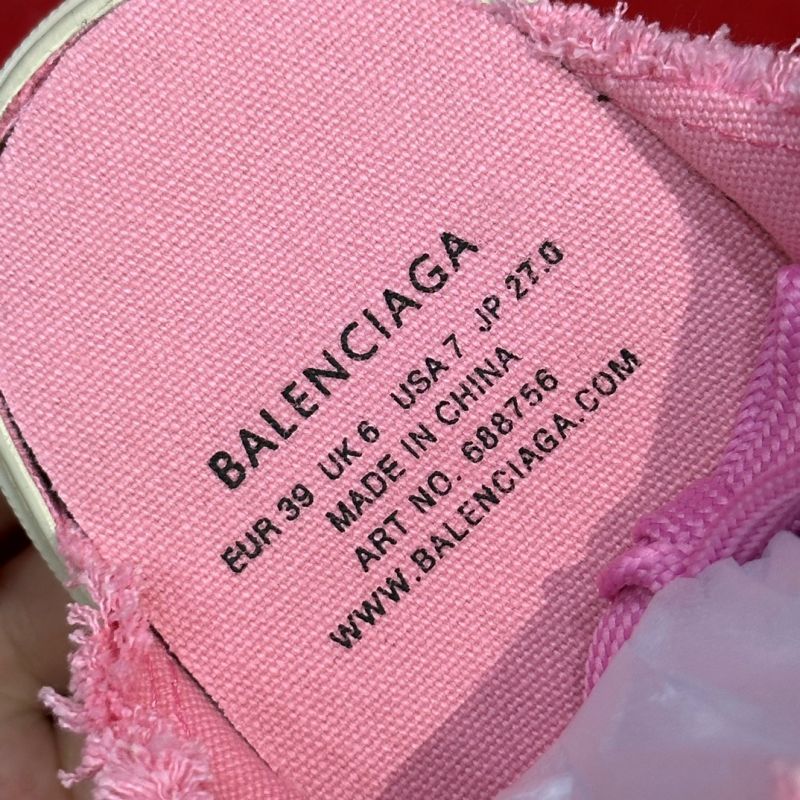 BALENCIAGA
EUR 39 UK 6 USA 7 JP 27.0
MADE IN CHINA
ART NO. 688756
WWW.BALENCIAGA.COM